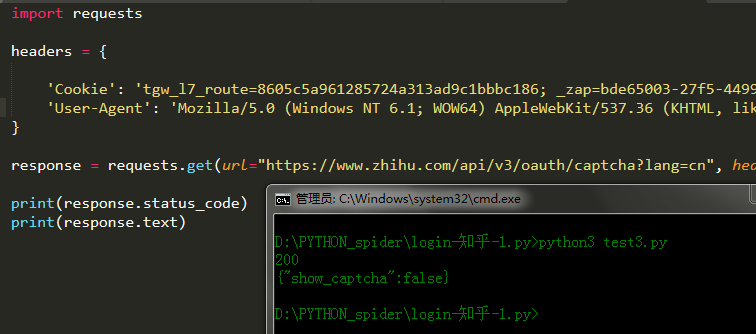 import requests
headers = {
'Cookie': 'tgw_l7_route=8605c5a961285724a313ad9c1bbbc186; _zap=bde65003-27f5-4499
'User-Agent': 'Mozilla/5.0 (Windows NT 6.1; WOW64) AppleWebKit/537.36 (KHTML, lik
}
response = requests.get(url="https://www.zhihu.com/api/v3/oauth/captcha?lang=cn", hea
print(response.status_code)
print(response.text)
管理员: C:\Windows\system32\cmd.exe
D:\PYTHON_spider\login-知乎-1.py>python3 test3.py
200
{"show_captcha":false}
D:\PYTHON_spider\login-知乎-1.py>